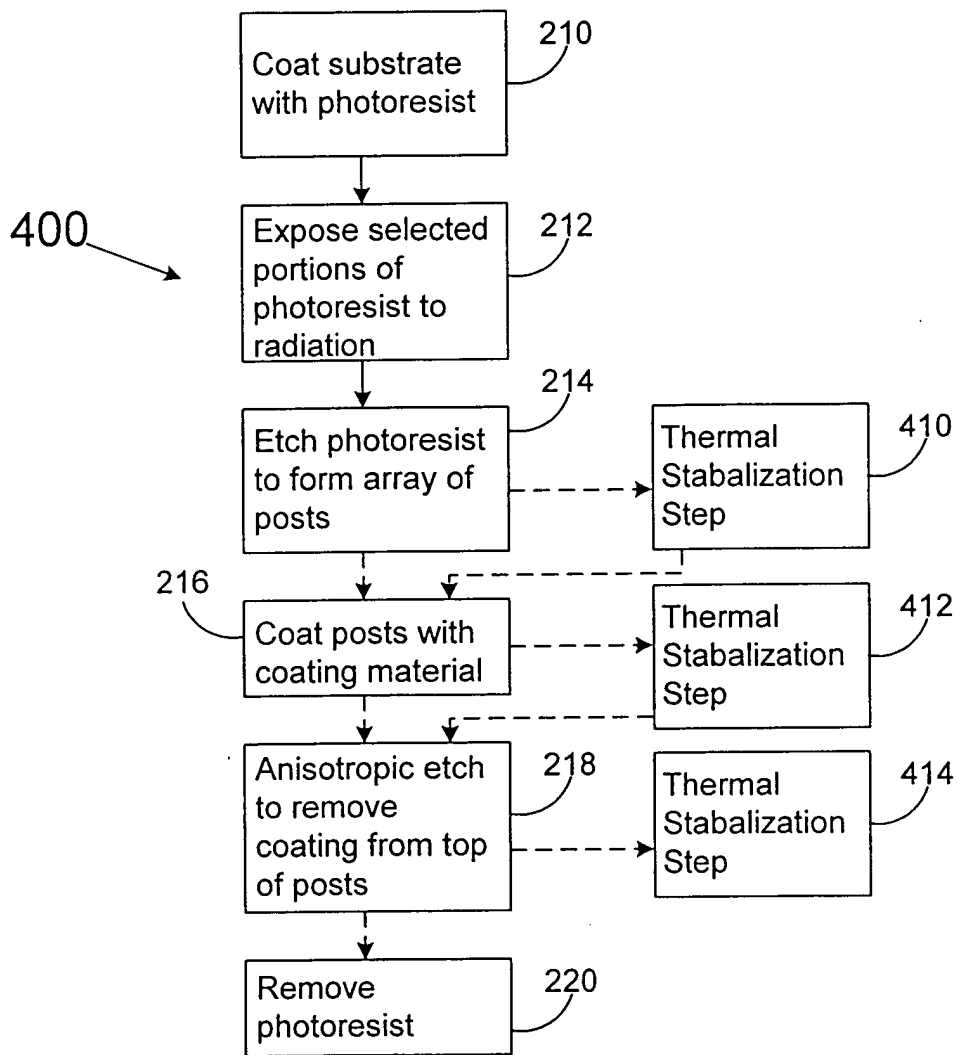 210
Coat substrate
with photoresist
400
212
Expose selected
portions of
photoresist to
radiation
214
Etch photoresist
to form array of
posts
410
Thermal
Stabalization
Step
216
Coat posts with
coating material
412
Thermal
Stabalization
Step
218
Anisotropic etch
to remove
coating from top
of posts
414
Thermal
Stabalization
Step
220
Remove
photoresist